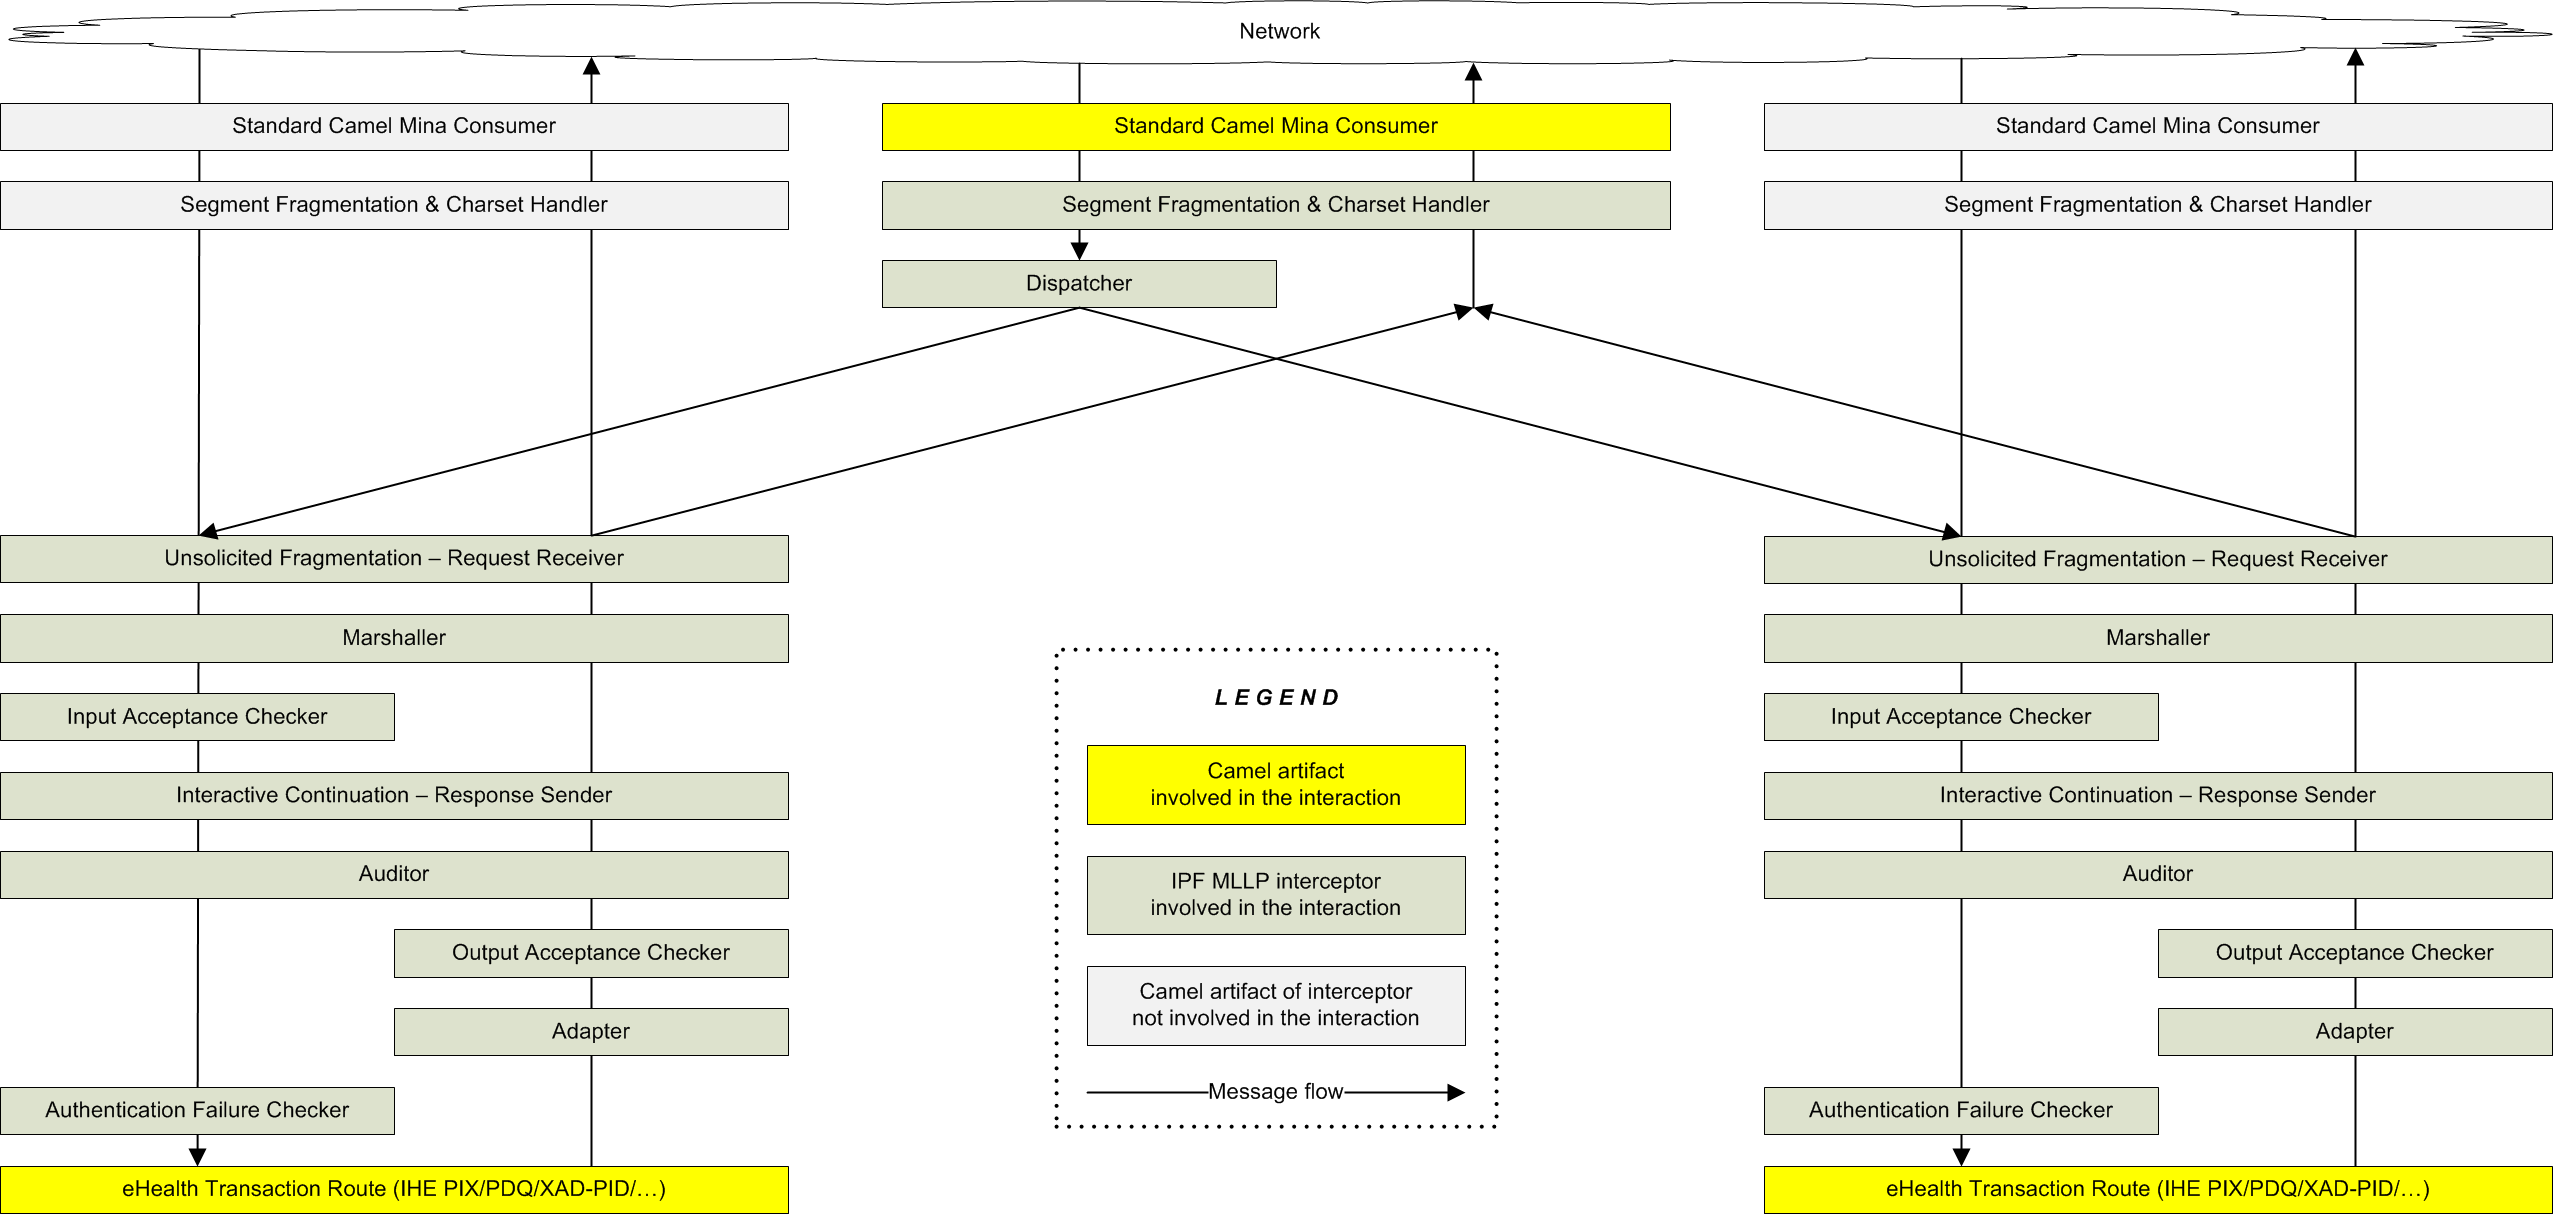 Network
Standard Camel Mina Consumer
Standard Camel Mina Consumer
Standard Camel Mina Consumer
Segment Fragmentation & Charset Handler
Segment Fragmentation & Charset Handler
Segment Fragmentation & Charset Handler
Dispatcher
Unsolicited Fragmentation – Request Receiver
Unsolicited Fragmentation – Request Receiver
Marshaller
Marshaller
Input Acceptance Checker
Input Acceptance Checker
Interactive Continuation – Response Sender
Interactive Continuation – Response Sender
Auditor
Auditor
Output Acceptance Checker
Output Acceptance Checker
Adapter
Adapter
Authentication Failure Checker
Authentication Failure Checker
eHealth Transaction Route (IHE PIX/PDQ/XAD-PID/…)
eHealth Transaction Route (IHE PIX/PDQ/XAD-PID/…)
L E G E N D
Camel artifact
involved in the interaction
IPF MLLP interceptor
involved in the interaction
Camel artifact of interceptor
not involved in the interaction
Message flow